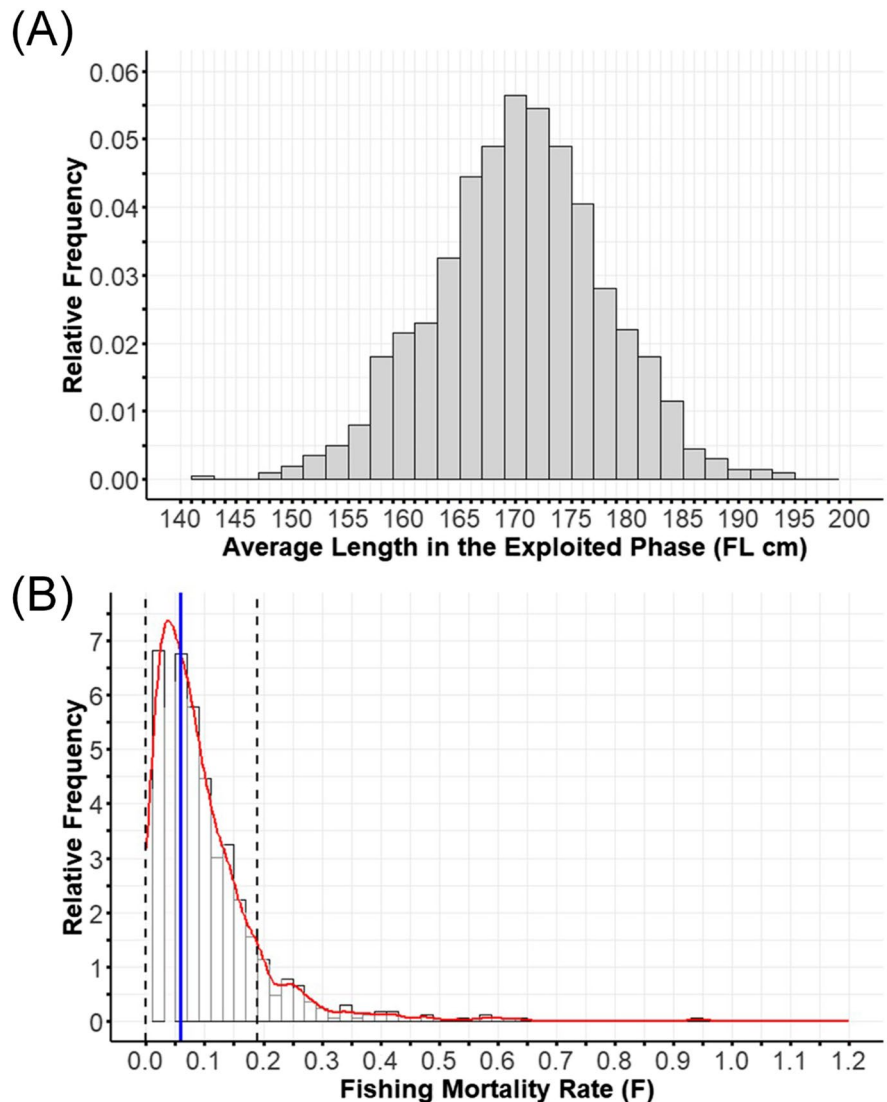 (A)
0.06
0.05
0.04
0.03
0.02
0.01
0.00
Relative Frequency
140 145 150 155 160 165 170 175 180 185 190 195 200
Average Length in the Exploited Phase (FL cm)
(B)
7
6
5
4
3
2
1
0
Relative Frequency
0.0 0.1 0.2 0.3 0.4 0.5 0.6 0.7 0.8 0.9 1.0 1.1 1.2
Fishing Mortality Rate (F)